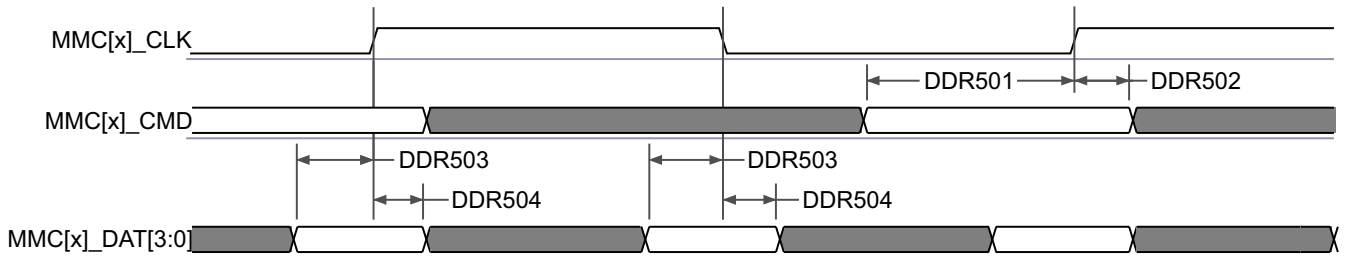 MMC[x]_CLK
DDR501 DDR502
MMC[x]_CMD
DDR503 DDR503
DDR504 DDR504
MMC[x]_DAT[3:0]